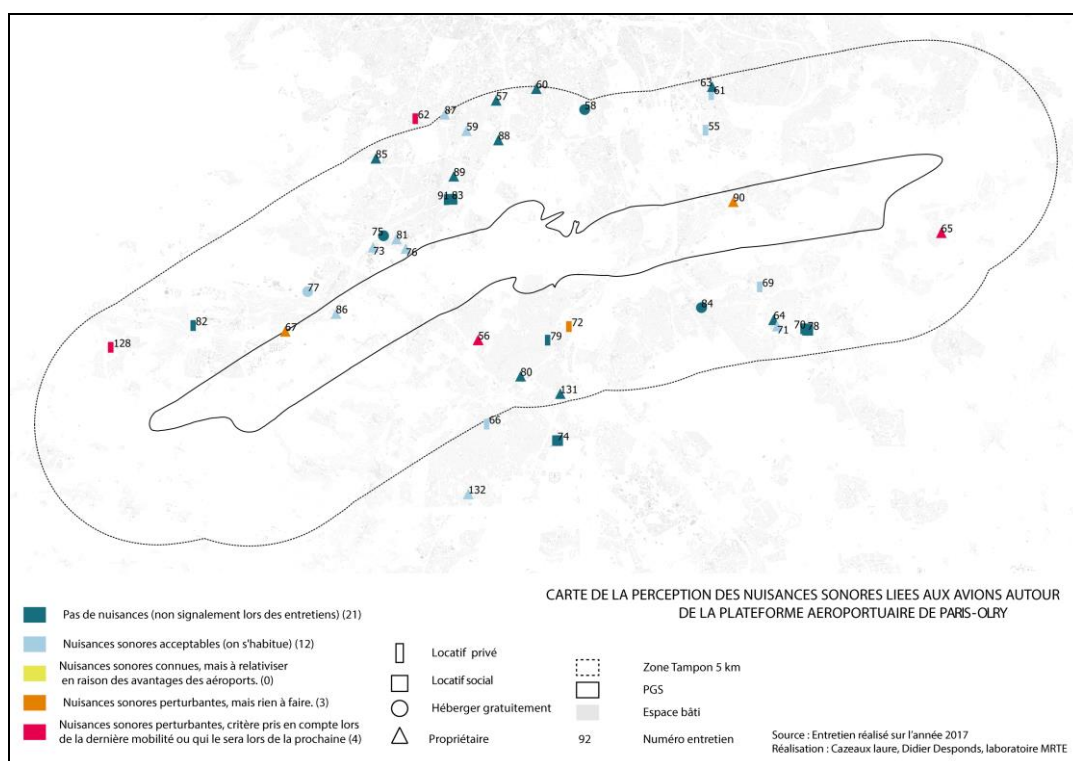 60
63
61
57
58
62
87
59
55
88
85
89
91 83
90
75
81
73
76
65
77
69
86
84
82
67
72
64
128
56
79
71
70 78
80
131
66
74
132
CARTE DE LA PERCEPTION DES NUISANCES SONORES LIEES AUX AVIONS AUTOUR
DE LA PLATEFORME AEROPORTUAIRE DE PARIS-OLRY
Pas de nuisances (non signalement lors des entretiens) (21)
Nuisances sonores acceptables (on s'habitue) (12)
Nuisances sonores connues, mais à relativiser
en raison des avantages des aéroports. (0)
Nuisances sonores perturbantes, mais rien à faire. (3)
Nuisances sonores perturbantes, critère pris en compte lors
de la dernière mobilité ou qui le sera lors de la prochaine (4)
Locatif privé
Locatif social
Héberger gratuitement
Propriétaire
Zone Tampon 5 km
PGS
Espace bâti
92 Numéro entretien
Source : Entretien réalisé sur l'année 2017
Réalisation : Cazeaux laure, Didier Desponds, laboratoire MRTE